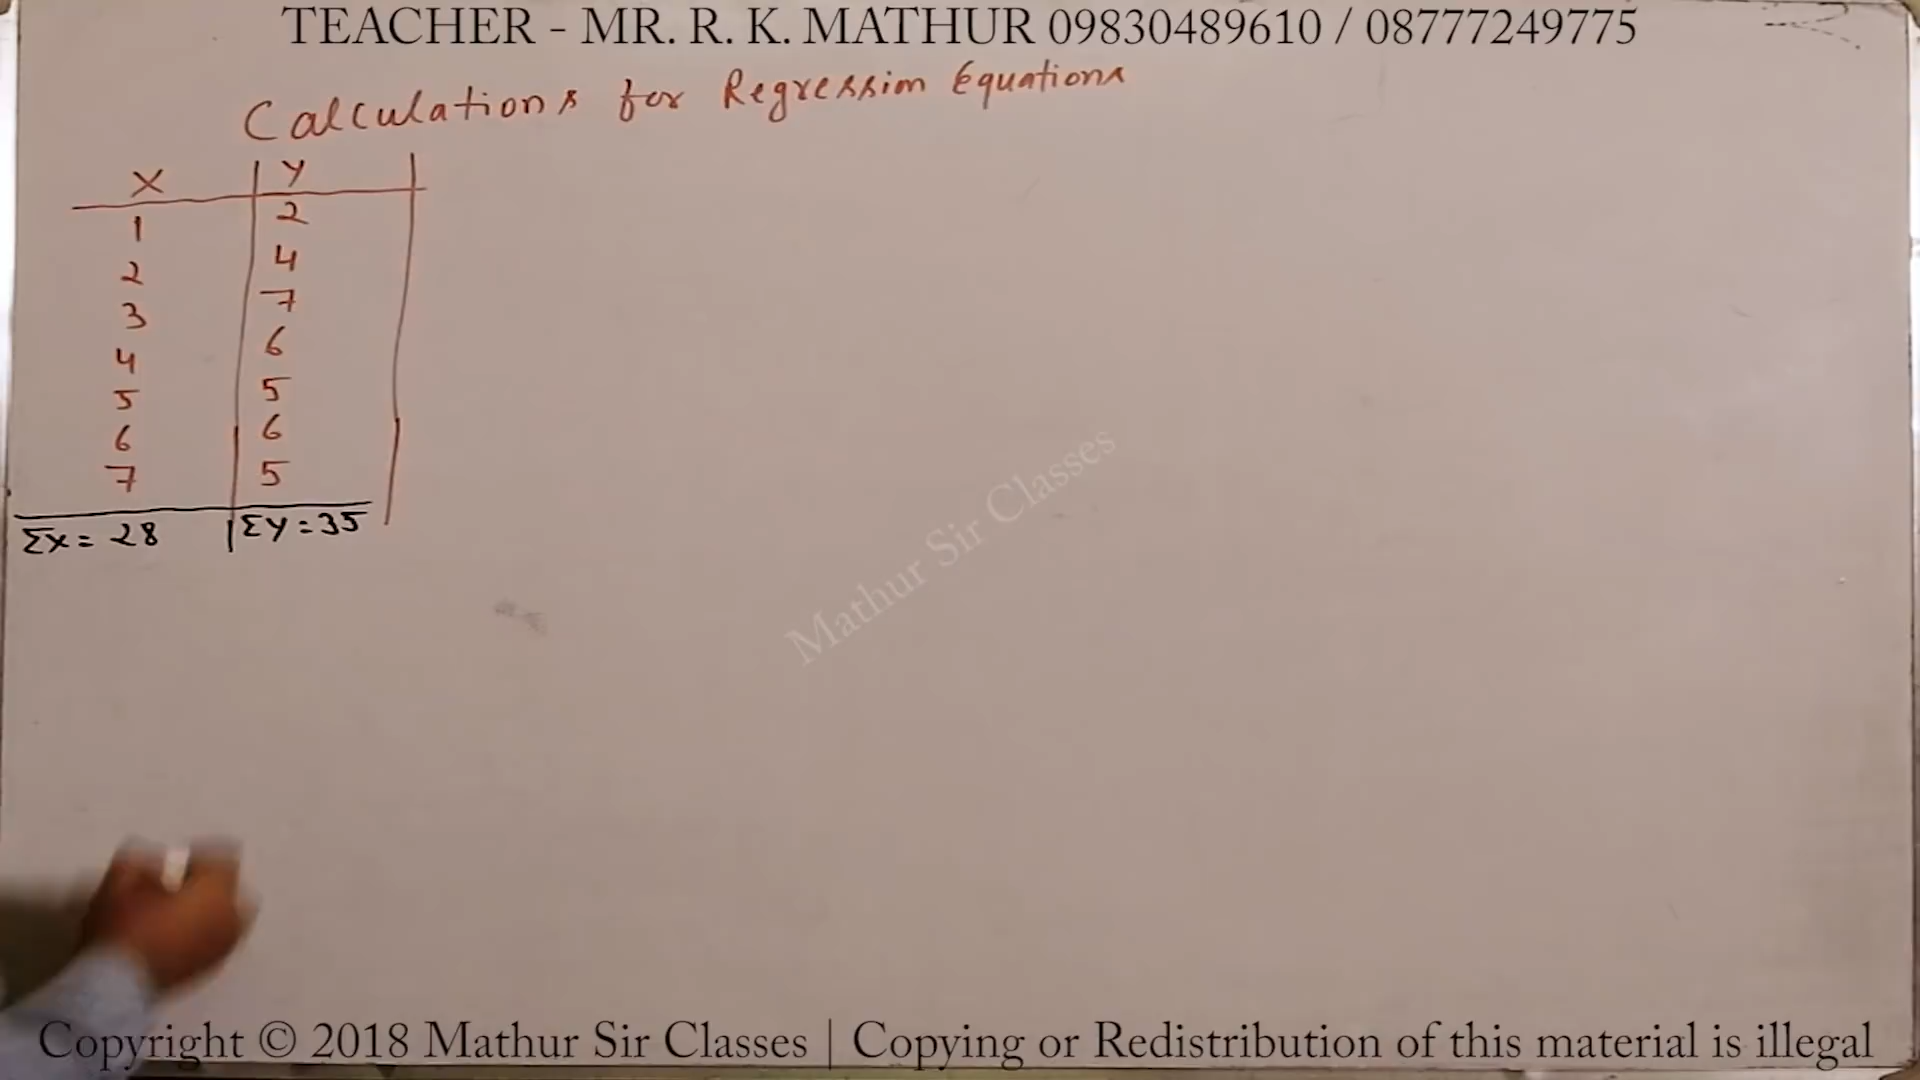 TEACHER - MR. R. K. MATHUR 09830489610 / 08777249775
Calculations for Regression Equations
X Y
1 2
2 4
3 7
4 6
5 5
6 6
7 5
Σx = 28 Σy = 35
Mathur Sir Classes
Copyright © 2018 Mathur Sir Classes | Copying or Redistribution of this material is illegal